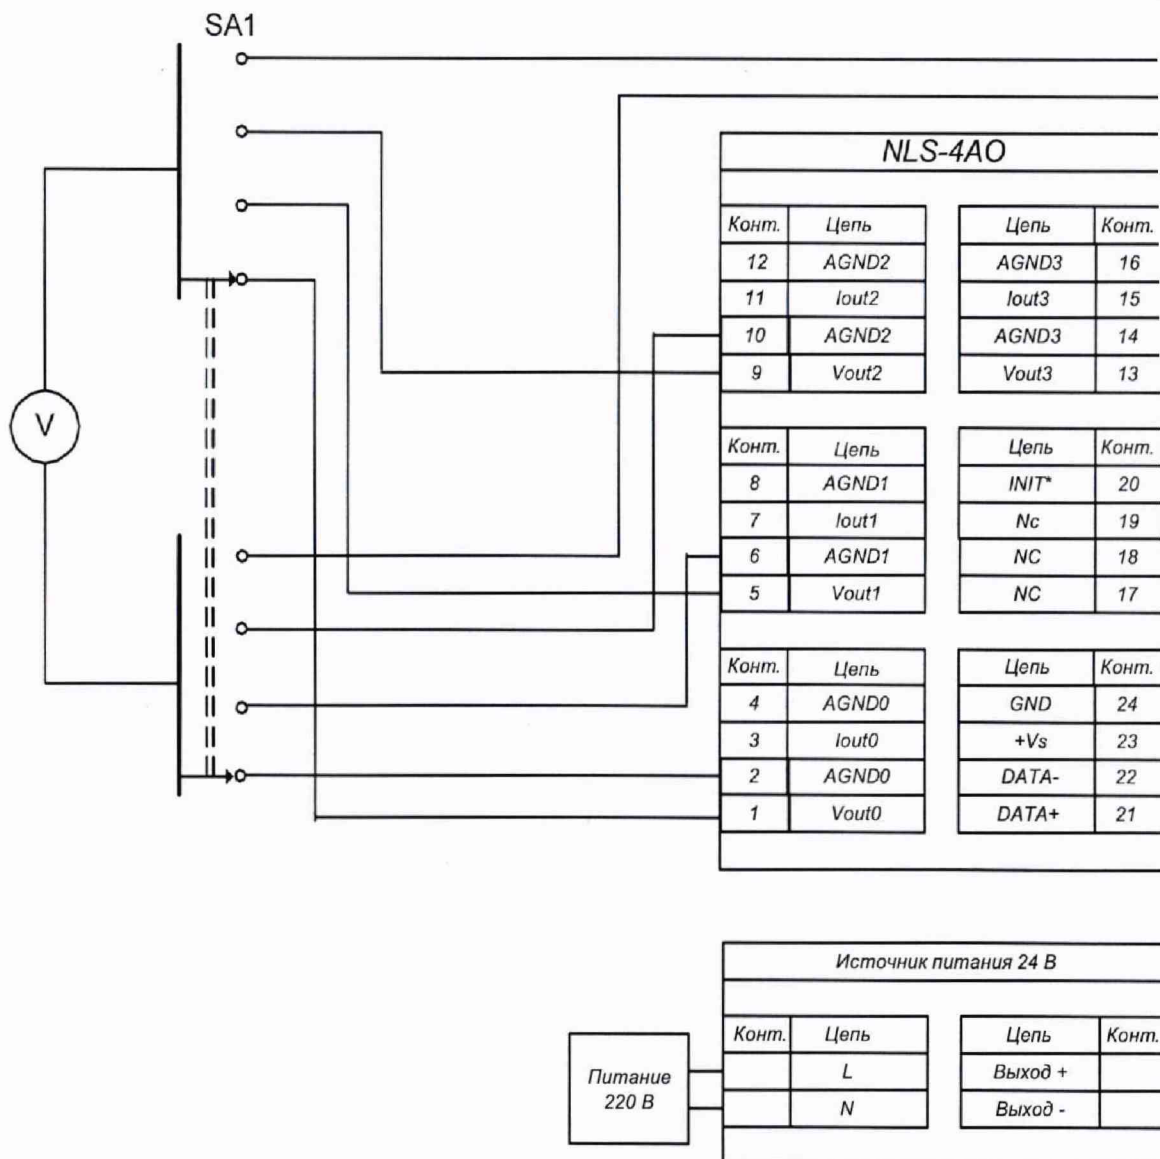 SA1
NLS-4AO
Конт. Цепь Цепь Конт.
12 AGND2 AGND3 16
11 Iout2 Iout3 15
10 AGND2 AGND3 14
9 Vout2 Vout3 13
V
Конт. Цепь Цепь Конт.
8 AGND1 INIT* 20
7 Iout1 Nc 19
6 AGND1 NC 18
5 Vout1 NC 17
Конт. Цепь Цепь Конт.
4 AGND0 GND 24
3 Iout0 +Vs 23
2 AGND0 DATA- 22
1 Vout0 DATA+ 21
Источник питания 24 В
Конт. Цепь Цепь Конт.
L Выход +
N Выход -
Питание
220 В